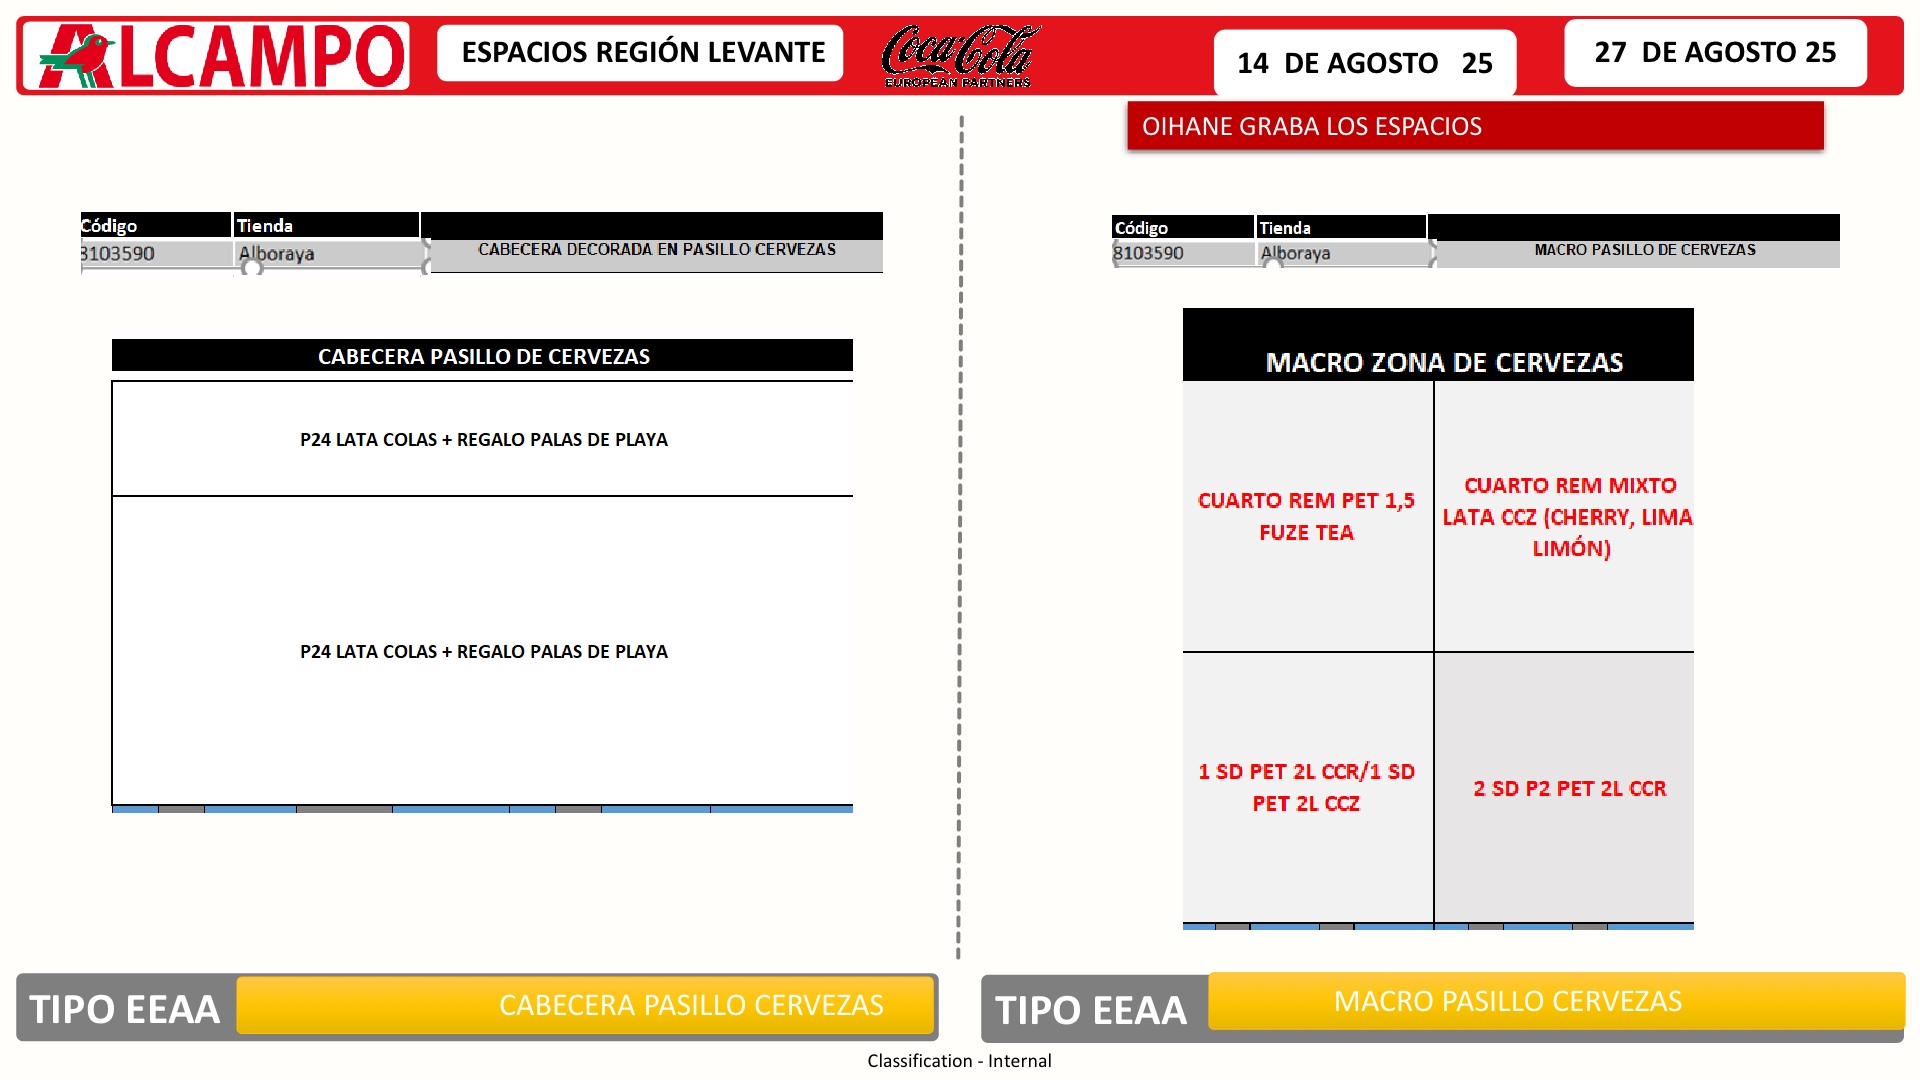 ALCAMPO
ESPACIOS REGIÓN LEVANTE
Coca-Cola
EUROPEAN PARTNERS
14 DE AGOSTO 25
27 DE AGOSTO 25
OIHANE GRABA LOS ESPACIOS
Código Tienda
8103590 Alboraya CABECERA DECORADA EN PASILLO CERVEZAS
CABECERA PASILLO DE CERVEZAS
P24 LATA COLAS + REGALO PALAS DE PLAYA
P24 LATA COLAS + REGALO PALAS DE PLAYA
TIPO EEAA CABECERA PASILLO CERVEZAS
Código Tienda
8103590 Alboraya MACRO PASILLO DE CERVEZAS
MACRO ZONA DE CERVEZAS
CUARTO REM PET 1,5
FUZE TEA
CUARTO REM MIXTO
LATA CCZ (CHERRY, LIMA
LIMÓN)
1 SD PET 2L CCR/1 SD
PET 2L CCZ
2 SD P2 PET 2L CCR
TIPO EEAA MACRO PASILLO CERVEZAS
Classification - Internal